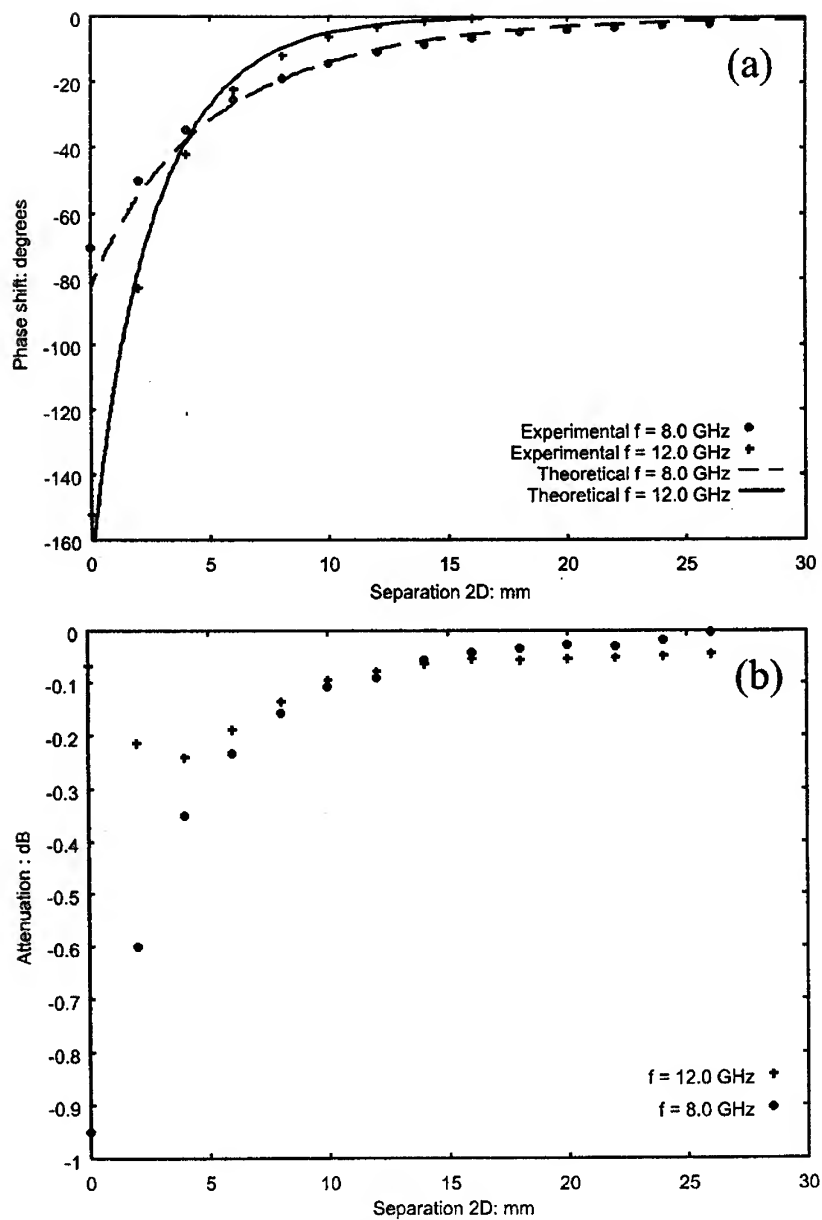 0
-20
-40
-60
-80
-100
-120
-140
-160
Phase shift: degrees
(a)
Experimental f = 8.0 GHz
Experimental f = 12.0 GHz
Theoretical f = 8.0 GHz
Theoretical f = 12.0 GHz
0 5 10 15 20 25 30
Separation 2D: mm
0
-0.1
-0.2
-0.3
-0.4
-0.5
-0.6
-0.7
-0.8
-0.9
-1
Attenuation : dB
(b)
f = 12.0 GHz
f = 8.0 GHz
0 5 10 15 20 25 30
Separation 2D: mm